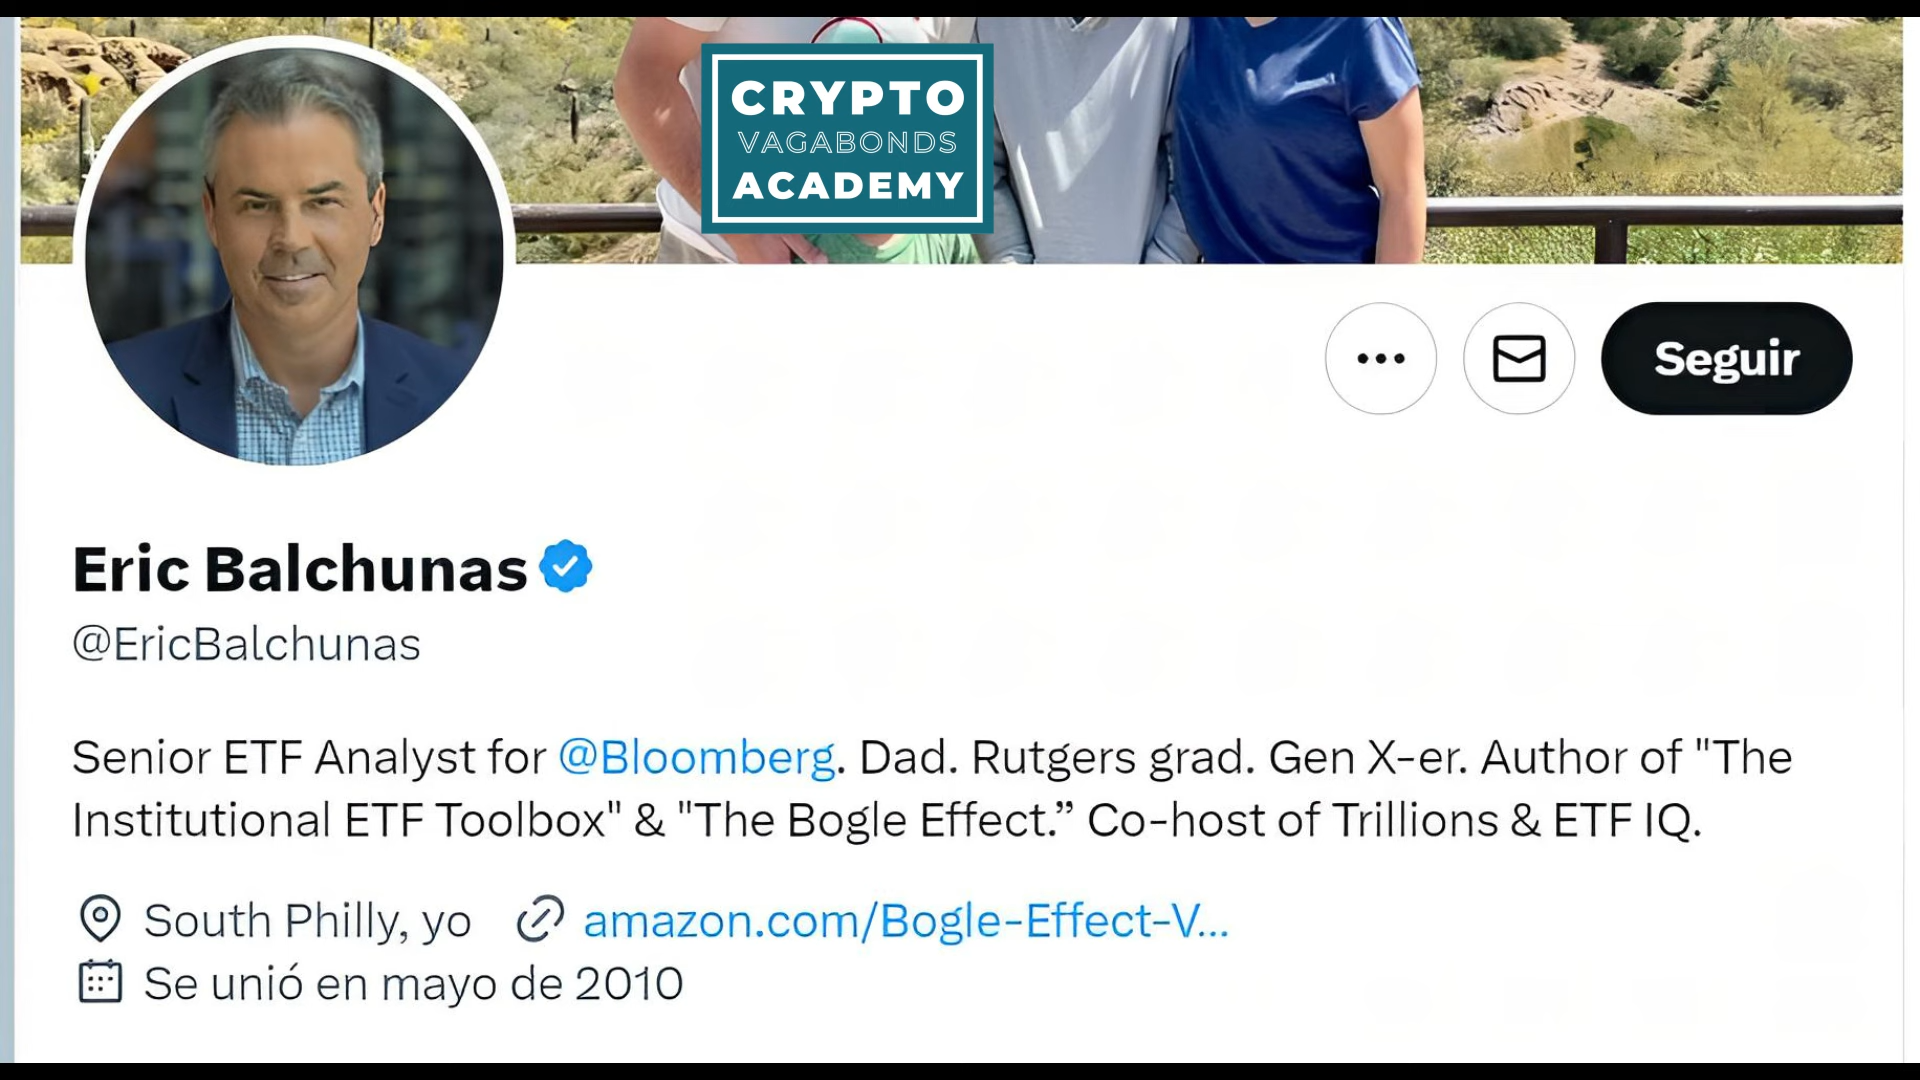 CRYPTO
VAGABONDS
ACADEMY
Seguir
Eric Balchunas
@EricBalchunas
Senior ETF Analyst for @Bloomberg. Dad. Rutgers grad. Gen X-er. Author of "The
Institutional ETF Toolbox" & "The Bogle Effect.” Co-host of Trillions & ETF IQ.
South Philly, yo amazon.com/Bogle-Effect-V...
Se unió en mayo de 2010